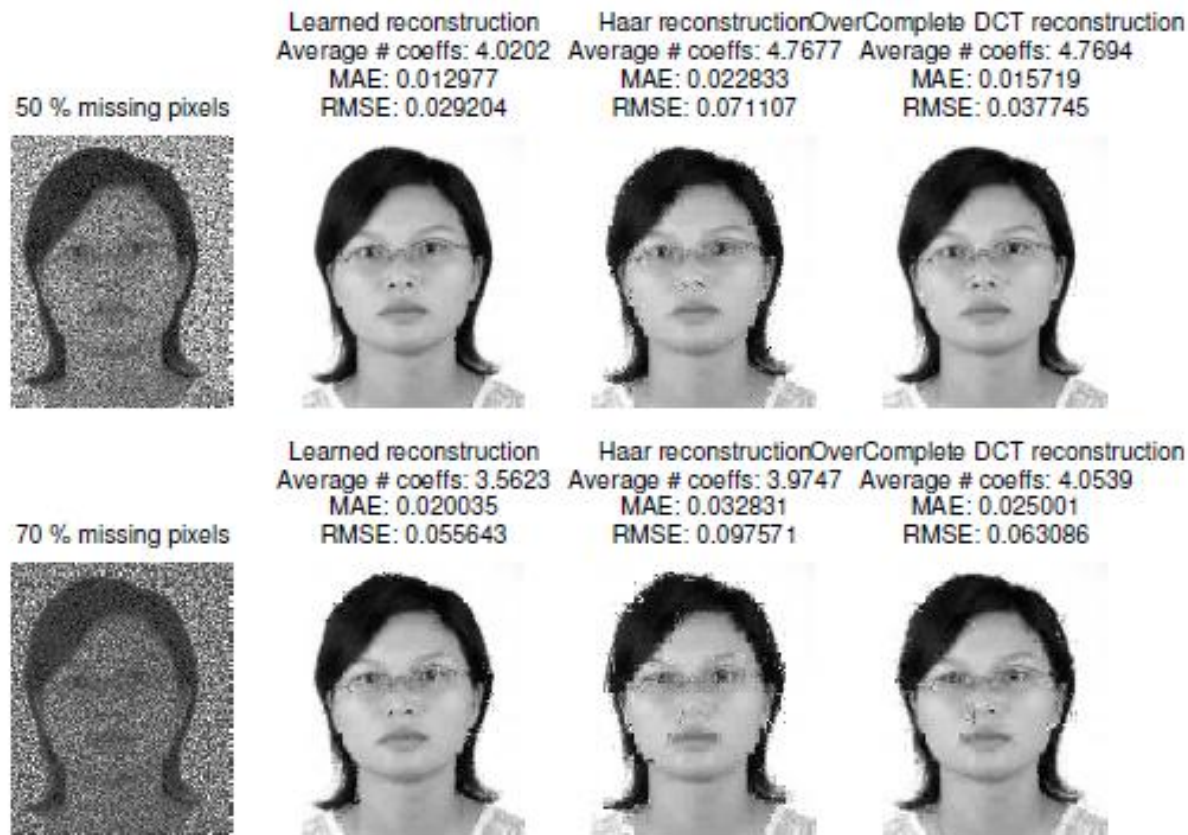 Learned reconstruction
Average # coeffs: 4.0202
MAE: 0.012977
RMSE: 0.029204
Haar reconstruction
Average # coeffs: 4.7677
MAE: 0.022833
RMSE: 0.071107
OverComplete DCT reconstruction
Average # coeffs: 4.7694
MAE: 0.015719
RMSE: 0.037745
50 % missing pixels
Learned reconstruction
Average # coeffs: 3.5623
MAE: 0.020035
RMSE: 0.055643
Haar reconstruction
Average # coeffs: 3.9747
MAE: 0.032831
RMSE: 0.097571
OverComplete DCT reconstruction
Average # coeffs: 4.0539
MAE: 0.025001
RMSE: 0.063086
70 % missing pixels